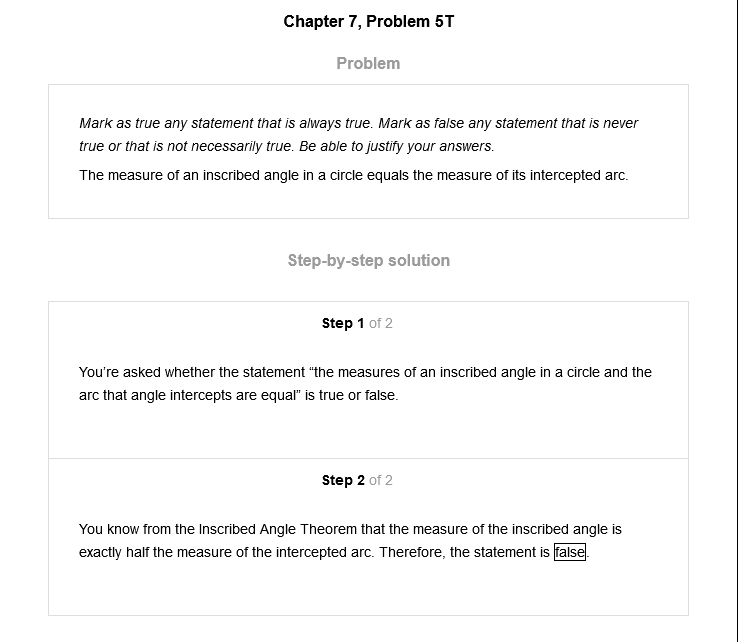 Chapter 7, Problem 5T
Problem
Mark as true any statement that is always true. Mark as false any statement that is never
true or that is not necessarily true. Be able to justify your answers.
The measure of an inscribed angle in a circle equals the measure of its intercepted arc.
Step-by-step solution
Step 1 of 2
You’re asked whether the statement “the measures of an inscribed angle in a circle and the
arc that angle intercepts are equal” is true or false.
Step 2 of 2
You know from the Inscribed Angle Theorem that the measure of the inscribed angle is
exactly half the measure of the intercepted arc. Therefore, the statement is false.